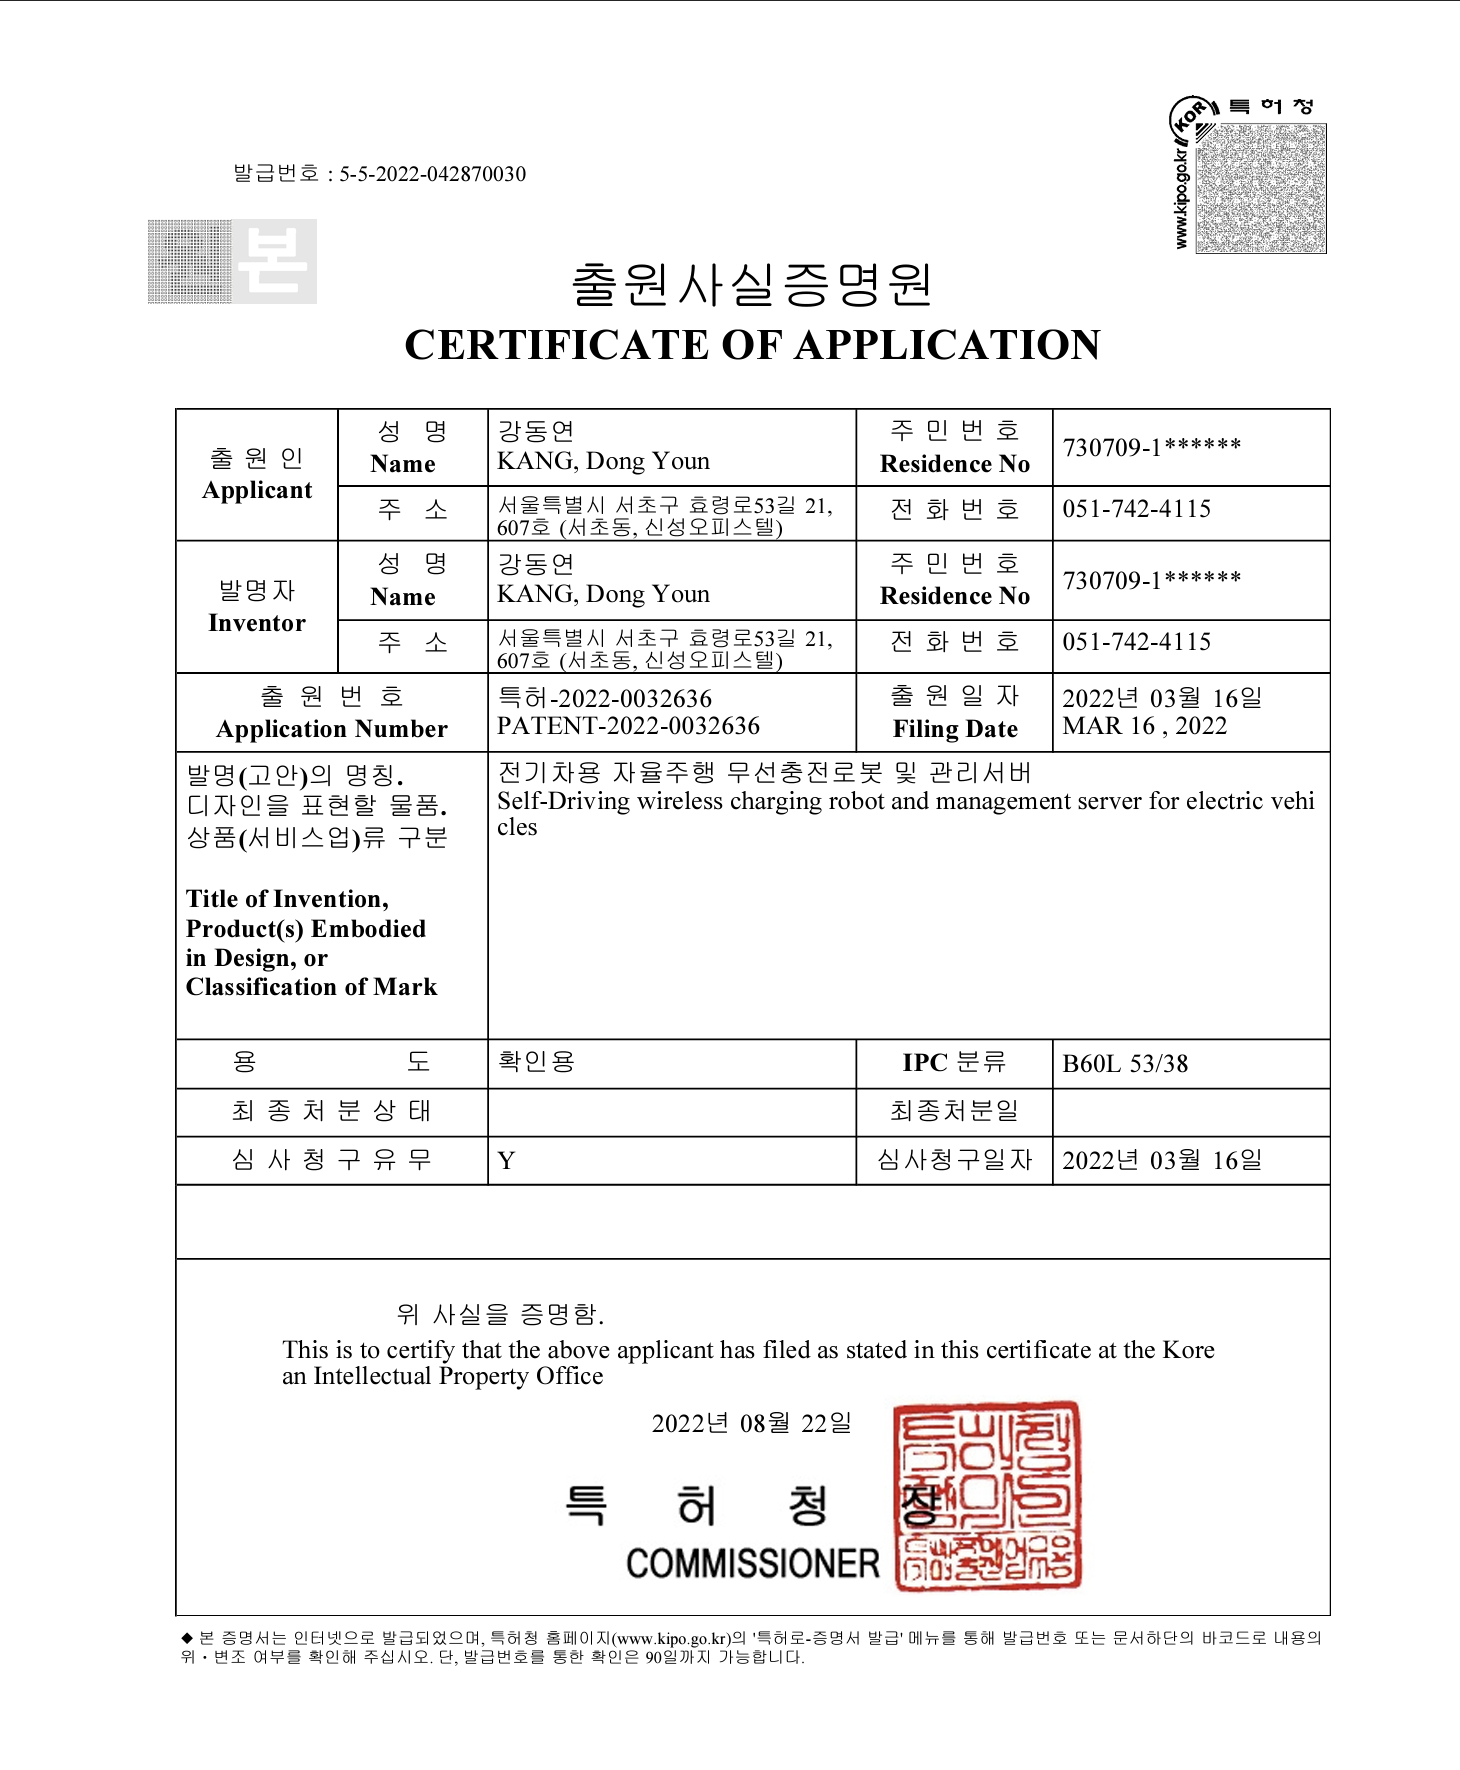 KOR 특허청
www.kipo.go.kr
발급번호 : 5-5-2022-042870030
본
출원사실증명원
CERTIFICATE OF APPLICATION
출 원 인
Applicant
성 명
Name
강동연
KANG, Dong Youn
주 민 번 호
Residence No
730709-1******
주 소
서울특별시 서초구 효령로53길 21,
607호 (서초동, 신성오피스텔)
전 화 번 호
051-742-4115
발명자
Inventor
성 명
Name
강동연
KANG, Dong Youn
주 민 번 호
Residence No
730709-1******
주 소
서울특별시 서초구 효령로53길 21,
607호 (서초동, 신성오피스텔)
전 화 번 호
051-742-4115
출 원 번 호
Application Number
특허-2022-0032636
PATENT-2022-0032636
출 원 일 자
Filing Date
2022년 03월 16일
MAR 16 , 2022
발명(고안)의 명칭.
디자인을 표현할 물품.
상품(서비스업)류 구분
Title of Invention,
Product(s) Embodied
in Design, or
Classification of Mark
전기차용 자율주행 무선충전로봇 및 관리서버
Self-Driving wireless charging robot and management server for electric vehi
cles
용 도
확인용
IPC 분류
B60L 53/38
최 종 처 분 상 태
최종처분일
심 사 청 구 유 무
Y
심사청구일자
2022년 03월 16일
위 사실을 증명함.
This is to certify that the above applicant has filed as stated in this certificate at the Kore
an Intellectual Property Office
2022년 08월 22일
특 허 청 장
COMMISSIONER
◆ 본 증명서는 인터넷으로 발급되었으며, 특허청 홈페이지(www.kipo.go.kr)의 '특허로-증명서 발급' 메뉴를 통해 발급번호 또는 문서하단의 바코드로 내용의
위・변조 여부를 확인해 주십시오. 단, 발급번호를 통한 확인은 90일까지 가능합니다.